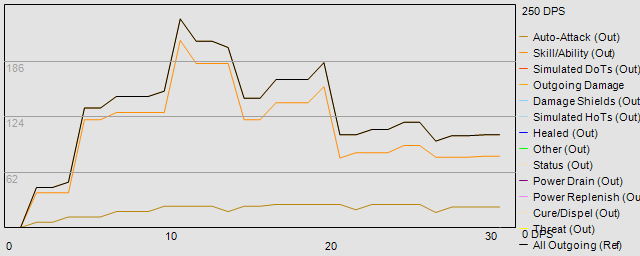 250 DPS
186
124
62
0
10
20
30
Auto-Attack (Out)
Skill/Ability (Out)
Simulated DoTs (Out)
Outgoing Damage
Damage Shields (Out
Simulated HoTs (Out)
Healed (Out)
Other (Out)
Status (Out)
Power Drain (Out)
Power Replenish (Ou
Cure/Dispel (Out)
Threat (Out)
0 DPS
All Outgoing (Ref)